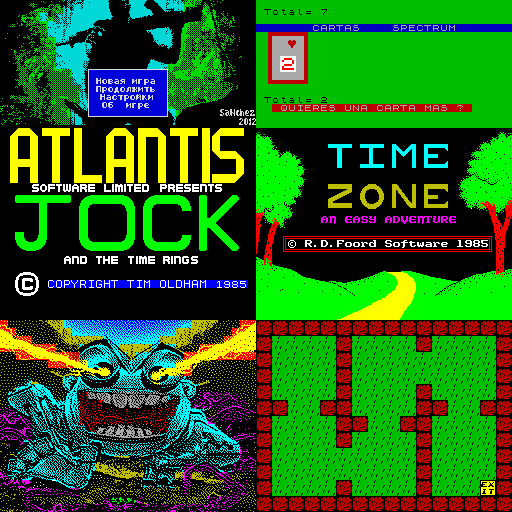 Новая игра
Продолжить
Настройки
Об игре
SaNchez
2012
Total= 7
CARTAS SPECTRUM
2
Total= 2
QUIERES UNA CARTA MAS ?
ATLANTIS
SOFTWARE LIMITED PRESENTS
JOCK
AND THE TIME RINGS
© COPYRIGHT TIM OLDHAM 1985
TIME
ZONE
AN EASY ADVENTURE
© R.D.Foord Software 1985
EX
IT